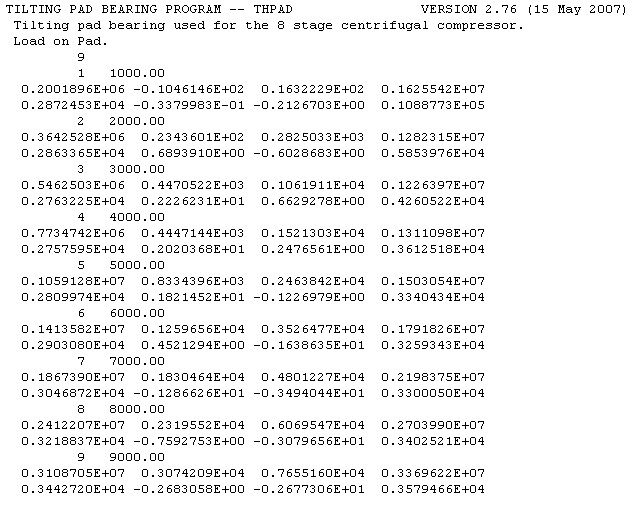 TILTING PAD BEARING PROGRAM -- THPAD VERSION 2.76 (15 May 2007)
Tilting pad bearing used for the 8 stage centrifugal compressor.
Load on Pad.
9
1 1000.00
0.2001896E+06 -0.1046146E+02 0.1632229E+02 0.1625542E+07
0.2872453E+04 -0.3379983E-01 -0.2126703E+00 0.1088773E+05
2 2000.00
0.3642528E+06 0.2343601E+02 0.2825033E+03 0.1282315E+07
0.2863365E+04 0.6893910E+00 -0.6028683E+00 0.5853976E+04
3 3000.00
0.5462503E+06 0.4470522E+03 0.1061911E+04 0.1226397E+07
0.2763225E+04 0.2226231E+01 0.6629278E+00 0.4260522E+04
4 4000.00
0.7734742E+06 0.4447144E+03 0.1521303E+04 0.1311098E+07
0.2757595E+04 0.2020368E+01 0.2476561E+00 0.3612518E+04
5 5000.00
0.1059128E+07 0.8334396E+03 0.2463842E+04 0.1503054E+07
0.2809974E+04 0.1821452E+01 -0.1226979E+00 0.3340434E+04
6 6000.00
0.1413582E+07 0.1259656E+04 0.3526477E+04 0.1791826E+07
0.2903080E+04 0.4521294E+00 -0.1638635E+01 0.3259343E+04
7 7000.00
0.1867390E+07 0.1830464E+04 0.4801227E+04 0.2198375E+07
0.3046872E+04 -0.1286626E+01 -0.3494044E+01 0.3300050E+04
8 8000.00
0.2412207E+07 0.2319552E+04 0.6069547E+04 0.2703990E+07
0.3218837E+04 -0.7592753E+00 -0.3079656E+01 0.3402521E+04
9 9000.00
0.3108705E+07 0.3074209E+04 0.7655160E+04 0.3369622E+07
0.3442720E+04 -0.2683058E+00 -0.2677306E+01 0.3579466E+04